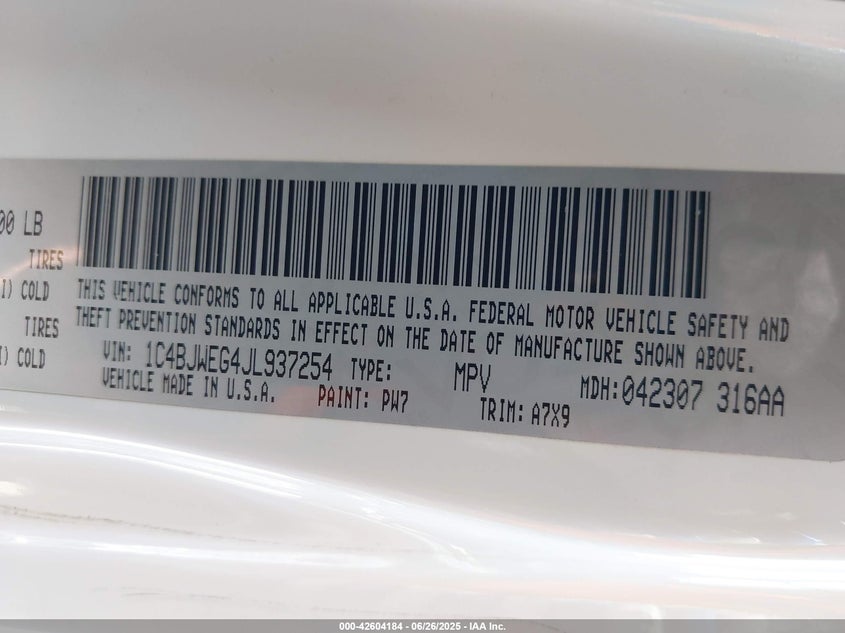 00 LB
TIRES
I) COLD
TIRES
I) COLD
THIS VEHICLE CONFORMS TO ALL APPLICABLE U.S.A. FEDERAL MOTOR VEHICLE SAFETY AND
THEFT PREVENTION STANDARDS IN EFFECT ON THE DATE OF MANUFACTURE SHOWN ABOVE.
VIN: 1C4BJWEG4JL937254 TYPE: MPV MDH:042307 316AA
VEHICLE MADE IN U.S.A. PAINT: PW7 TRIM: A7X9
000-42604184 - 06/26/2025 - IAA Inc.